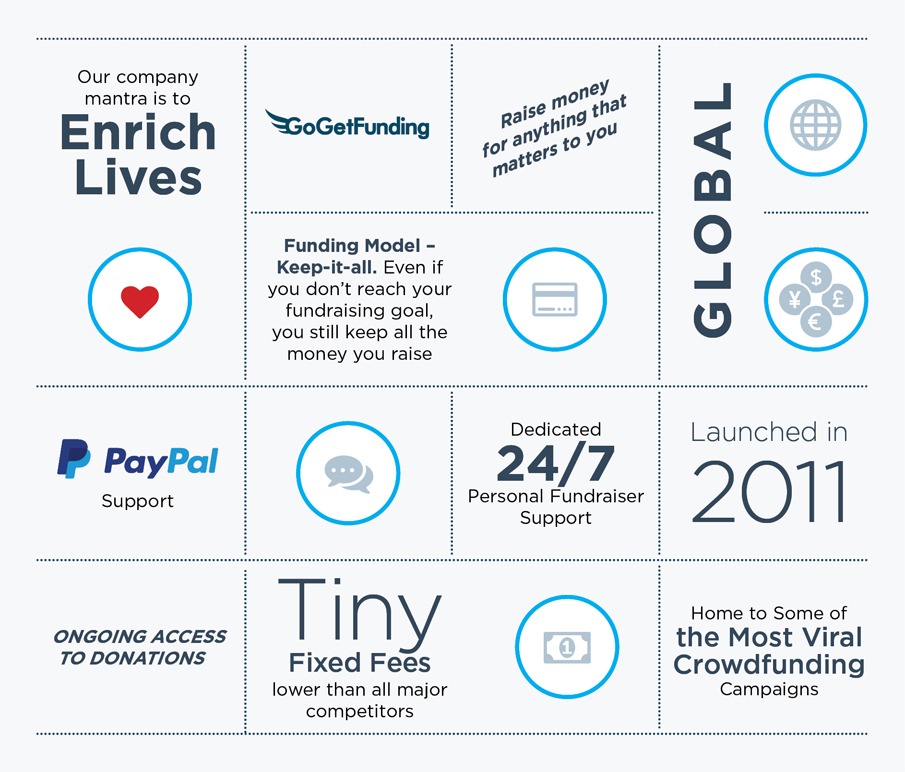 Our company
mantra is to
Enrich
Lives
GoGetFunding
Raise money
for anything that
matters to you
GLOBAL
Funding Model –
Keep-it-all. Even if
you don’t reach your
fundraising goal,
you still keep all the
money you raise
$
¥ £
€
PayPal
Support
Dedicated
24/7
Personal Fundraiser
Support
Launched in
2011
ONGOING ACCESS
TO DONATIONS
Tiny
Fixed Fees
lower than all major
competitors
1
Home to Some of
the Most Viral
Crowdfunding
Campaigns